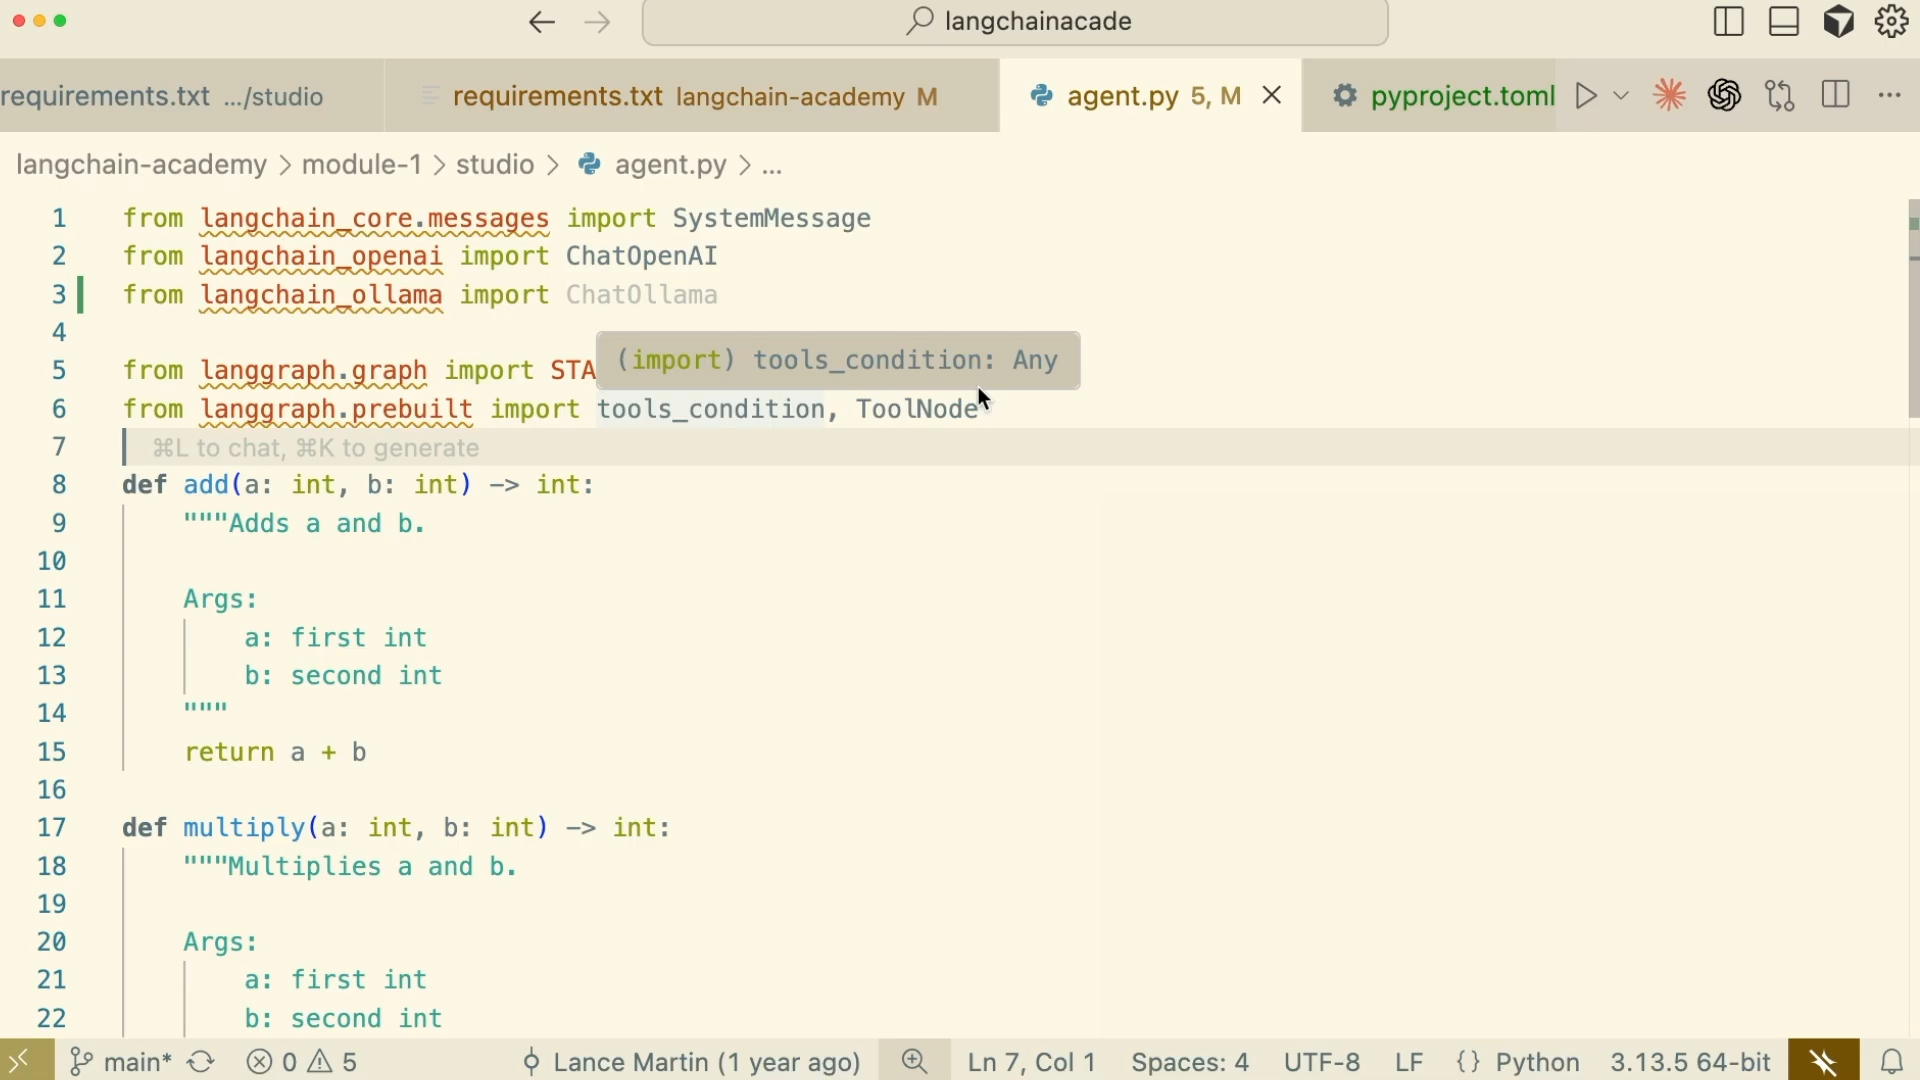 langchainacade
requirements.txt .../studio
requirements.txt langchain-academy M
agent.py 5, M
pyproject.toml
langchain-academy > module-1 > studio > agent.py > ...
1 from langchain_core.messages import SystemMessage
2 from langchain_openai import ChatOpenAI
3 from langchain_ollama import ChatOllama
4
(import) tools_condition: Any
5 from langgraph.graph import STA
6 from langgraph.prebuilt import tools_condition, ToolNode
7 ⌘L to chat, ⌘K to generate
8 def add(a: int, b: int) -> int:
9 """Adds a and b.
10
11 Args:
12 a: first int
13 b: second int
14 """
15 return a + b
16
17 def multiply(a: int, b: int) -> int:
18 """Multiplies a and b.
19
20 Args:
21 a: first int
22 b: second int
main* 0 5 Lance Martin (1 year ago) Ln 7, Col 1 Spaces: 4 UTF-8 LF {} Python 3.13.5 64-bit